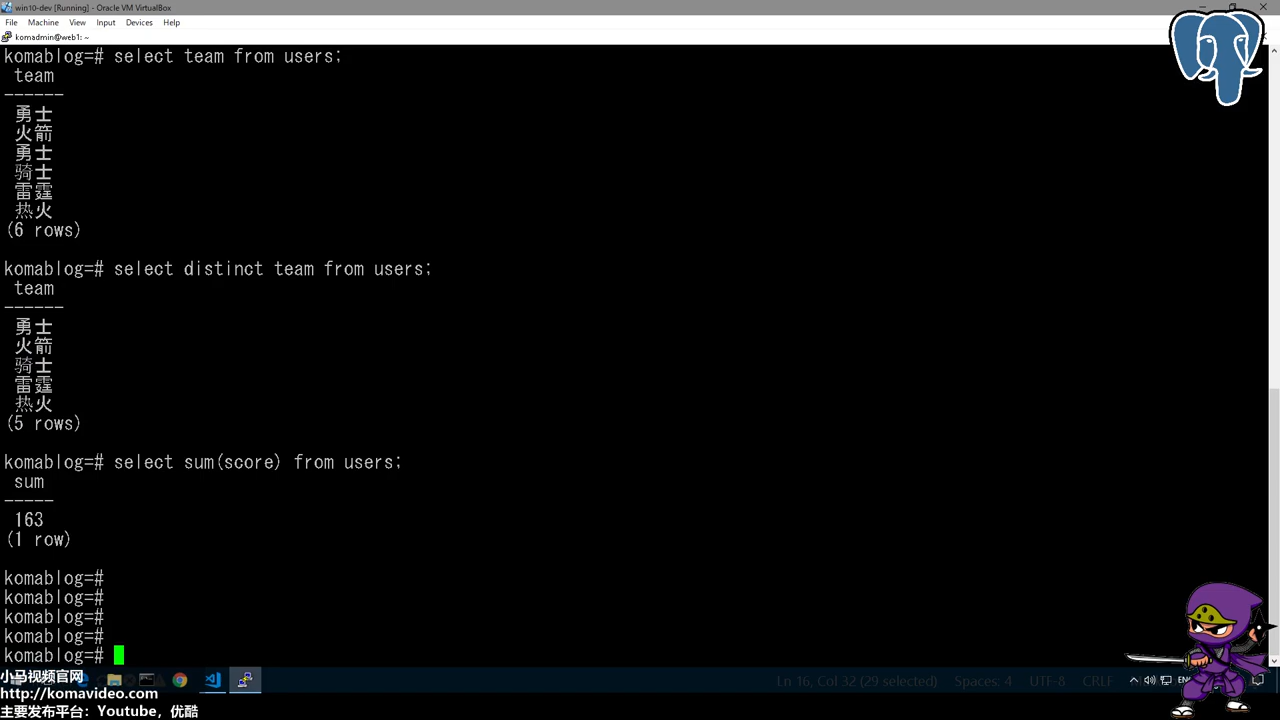 win10-dev [Running] - Oracle VM VirtualBox
File Machine View Input Devices Help
komadmin@web1: ~
komablog=# select team from users;
team
------
勇士
火箭
勇士
骑士
雷霆
热火
(6 rows)
komablog=# select distinct team from users;
team
------
勇士
火箭
骑士
雷霆
热火
(5 rows)
komablog=# select sum(score) from users;
sum
-----
163
(1 row)
komablog=#
komablog=#
komablog=#
komablog=#
komablog=#
Ln 16, Col 32 (29 selected) Spaces: 4 UTF-8 CRLF
ENG
小马视频官网
http://komavideo.com
主要发布平台：Youtube，优酷